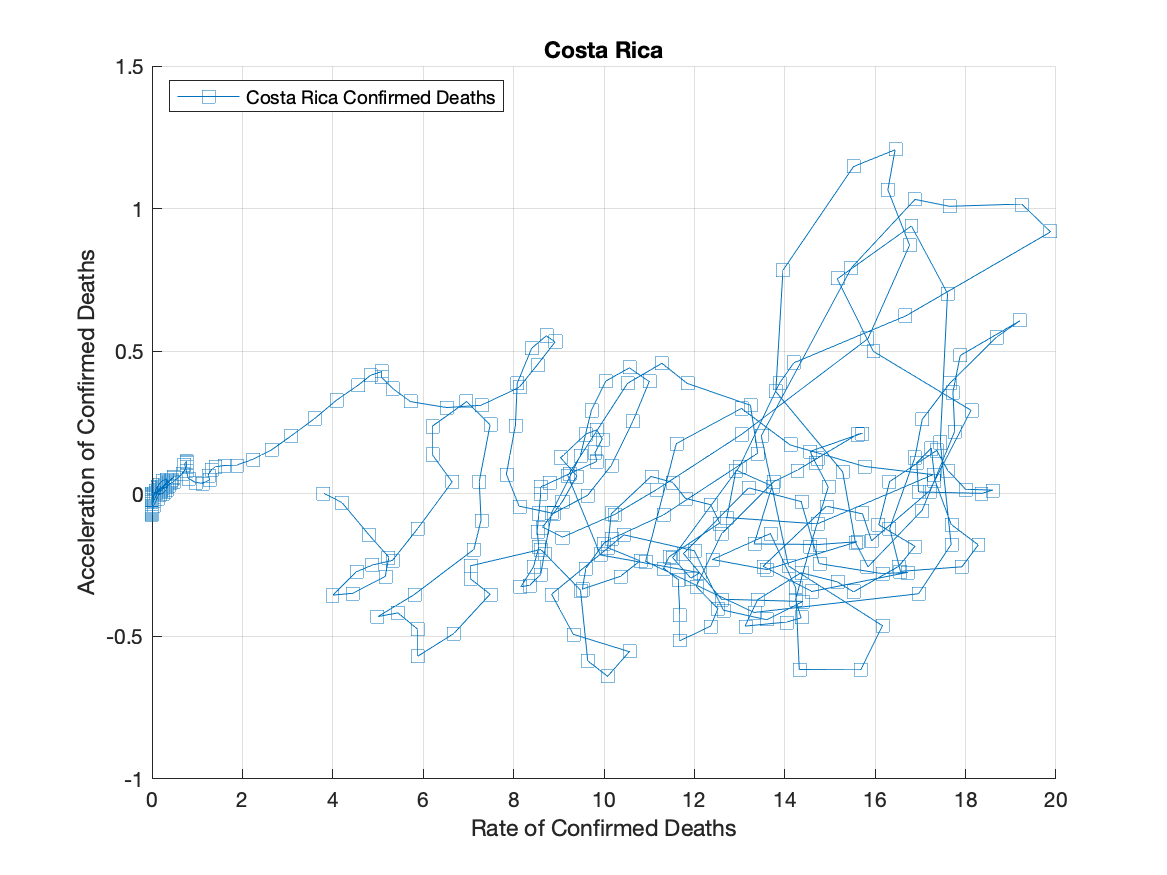 Costa Rica
1.5
Costa Rica Confirmed Deaths
1
0.5
0
-0.5
-1
Acceleration of Confirmed Deaths
0 2 4 6 8 10 12 14 16 18 20
Rate of Confirmed Deaths